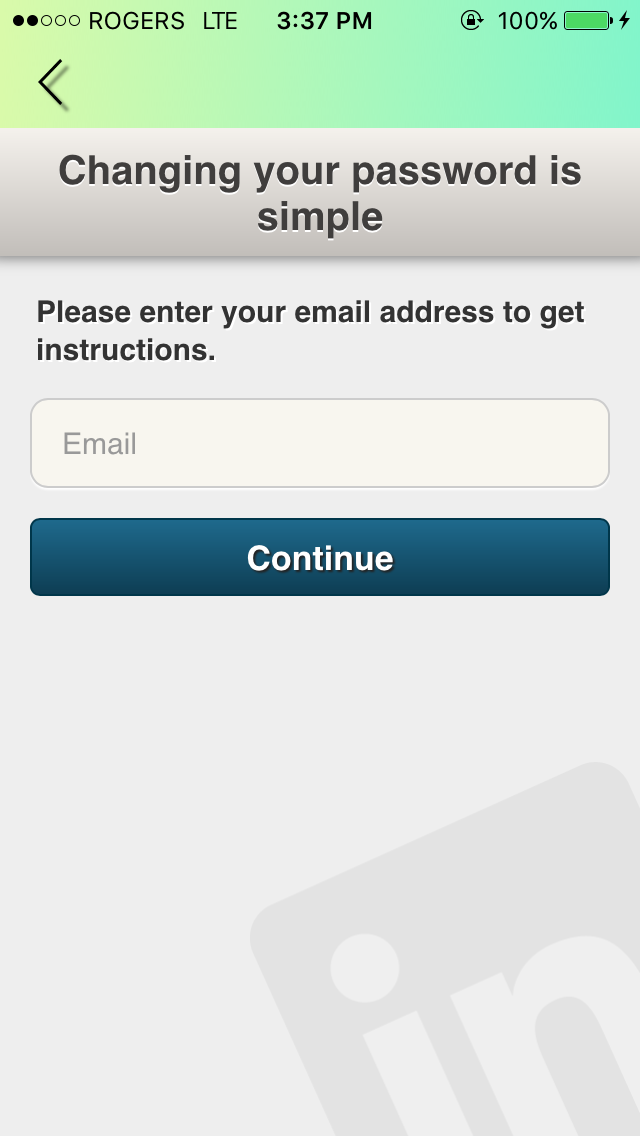 ROGERS LTE 3:37 PM 100%
Changing your password is
simple
Please enter your email address to get
instructions.
Email
Continue
in